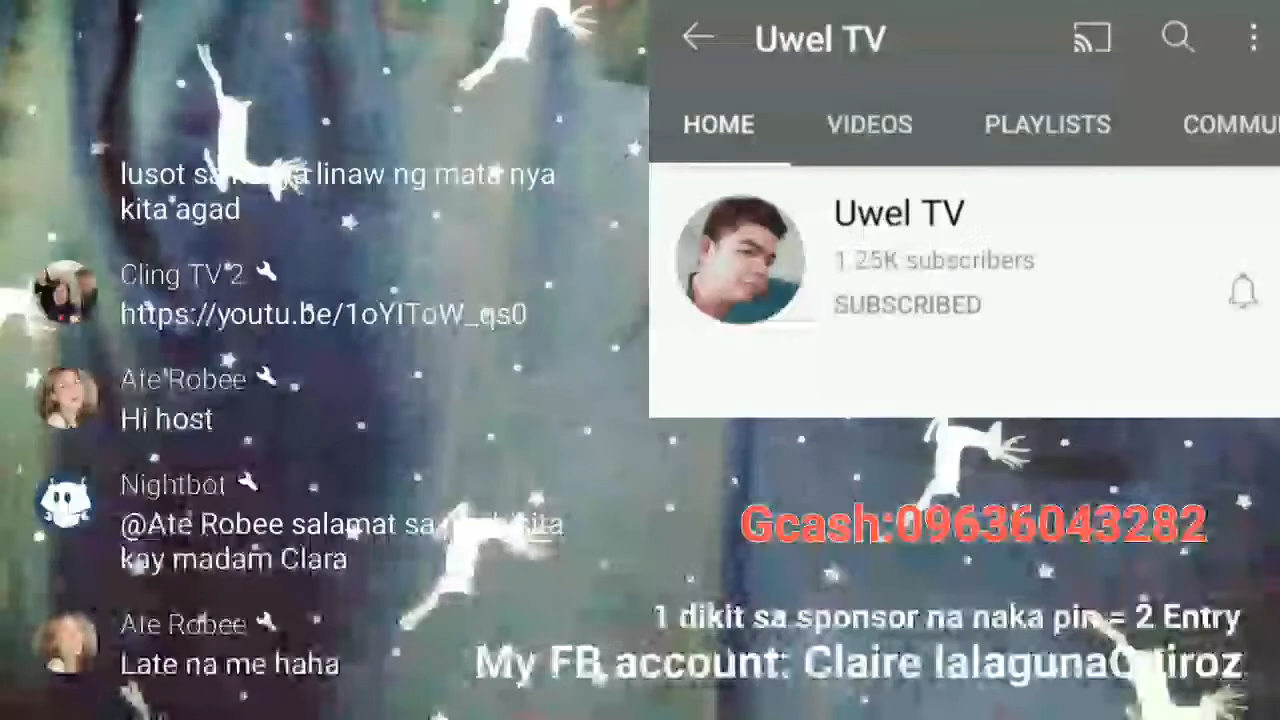 lusot sa linaw ng mata nya
kita agad
Cling TV 2
https://youtu.be/1oYIToW_qs0
Ate Robee
Hi host
Nightbot
@Ate Robee salamat sa
kay madam Clara
Ate Robee
Late na me haha
Uwel TV
HOME VIDEOS PLAYLISTS COMMU
Uwel TV
1.25K subscribers
SUBSCRIBED
Gcash:09636043282
1 dikit sa sponsor na naka pin = 2 Entry
My FB account: Claire